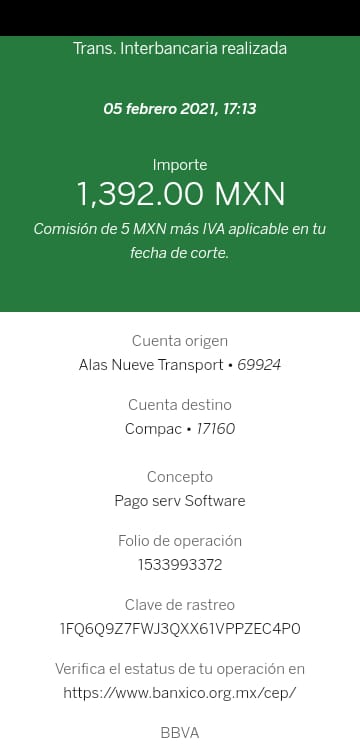 Trans. Interbancaria realizada
05 febrero 2021, 17:13
Importe
1,392.00 MXN
Comisión de 5 MXN más IVA aplicable en tu
fecha de corte.
Cuenta origen
Alas Nueve Transport • 69924
Cuenta destino
Compac • 17160
Concepto
Pago serv Software
Folio de operación
1533993372
Clave de rastreo
1FQ6Q9Z7FWJ3QXX61VPPZEC4P0
Verifica el estatus de tu operación en
https://www.banxico.org.mx/cep/
BBVA